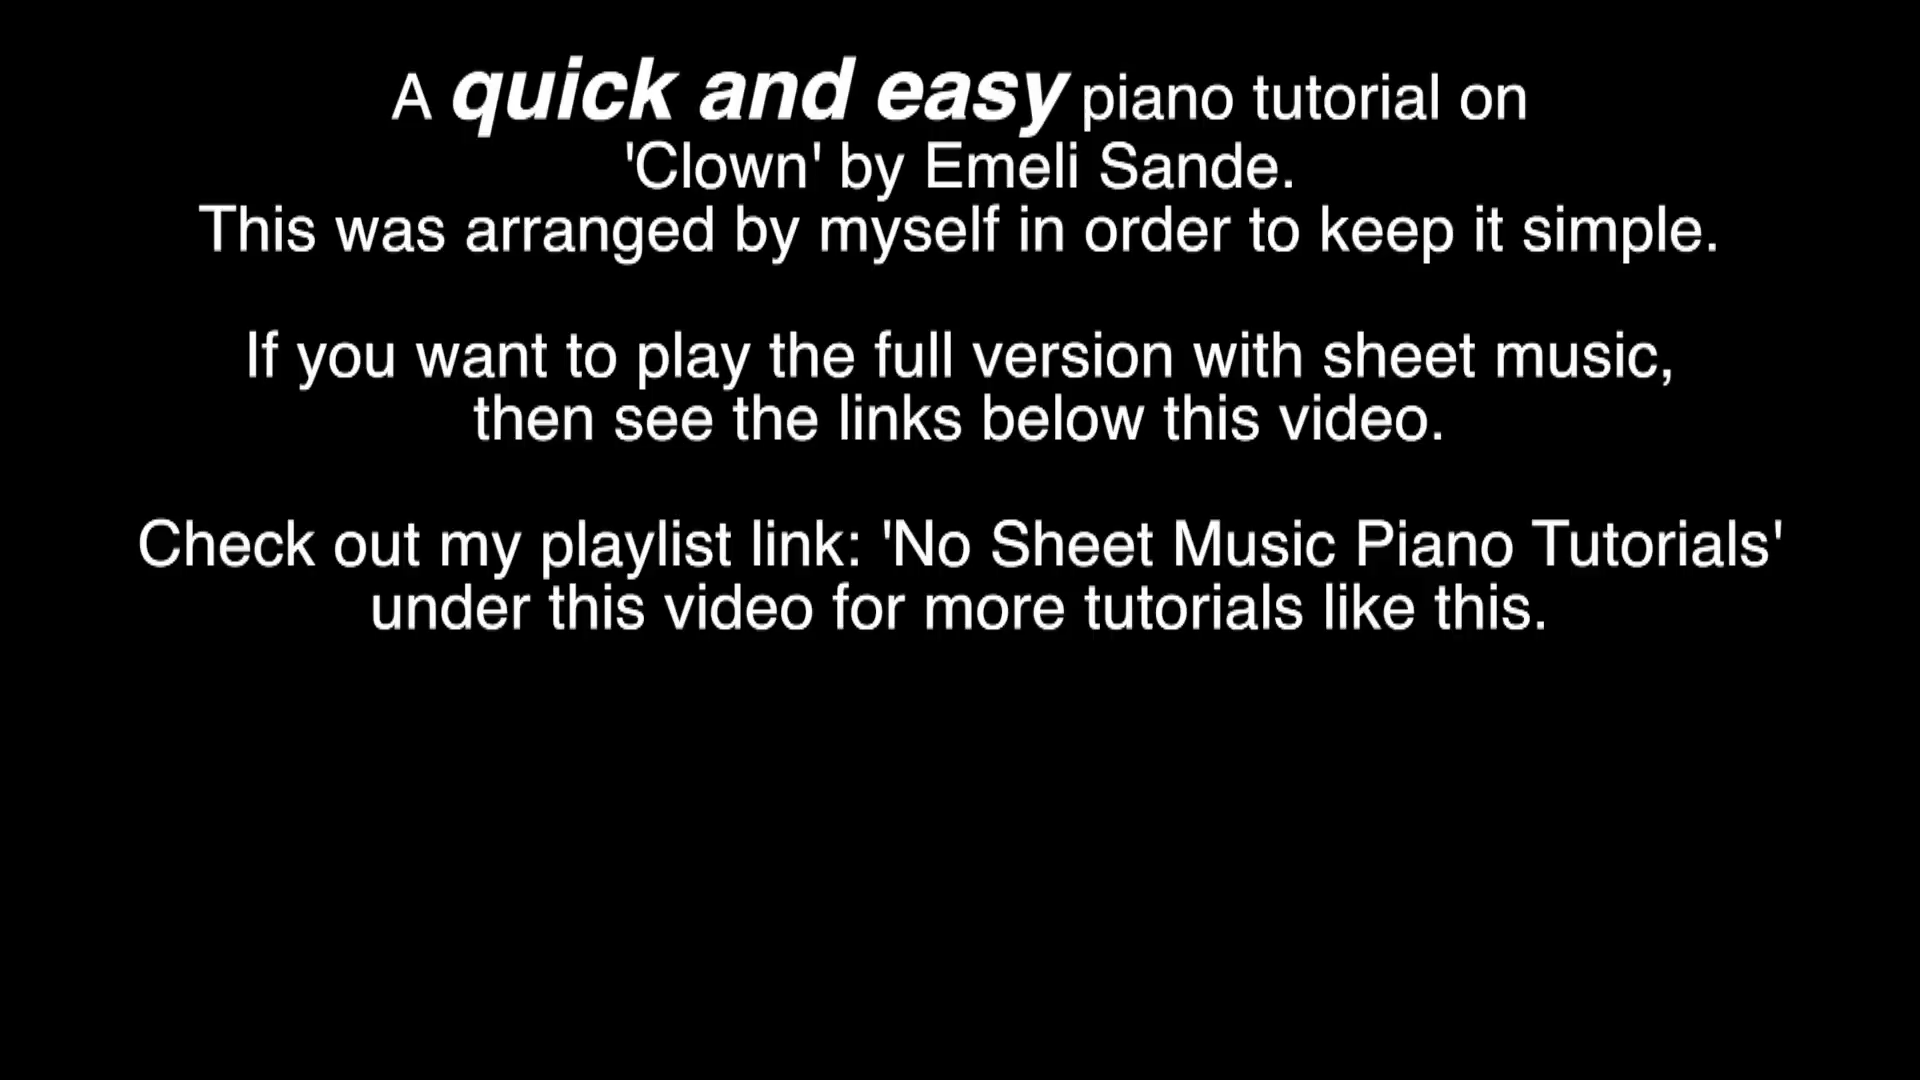 A quick and easy piano tutorial on
'Clown' by Emeli Sande.
This was arranged by myself in order to keep it simple.
If you want to play the full version with sheet music,
then see the links below this video.
Check out my playlist link: 'No Sheet Music Piano Tutorials'
under this video for more tutorials like this.